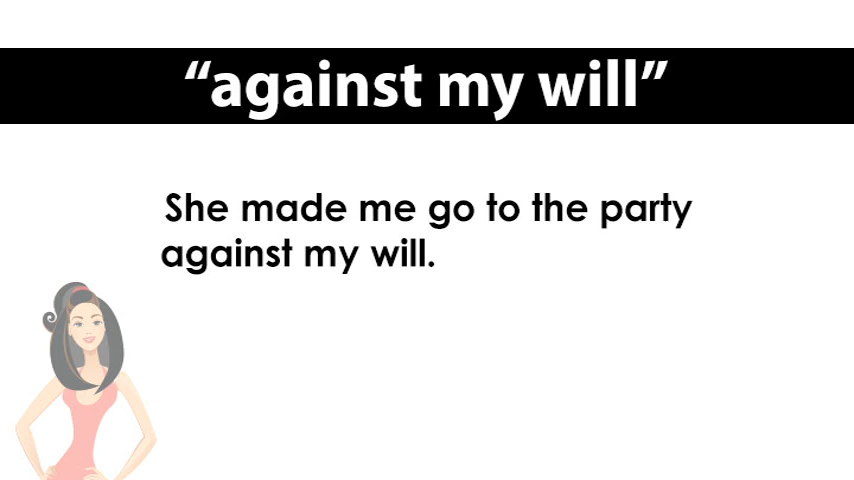 “against my will”
She made me go to the party
against my will.